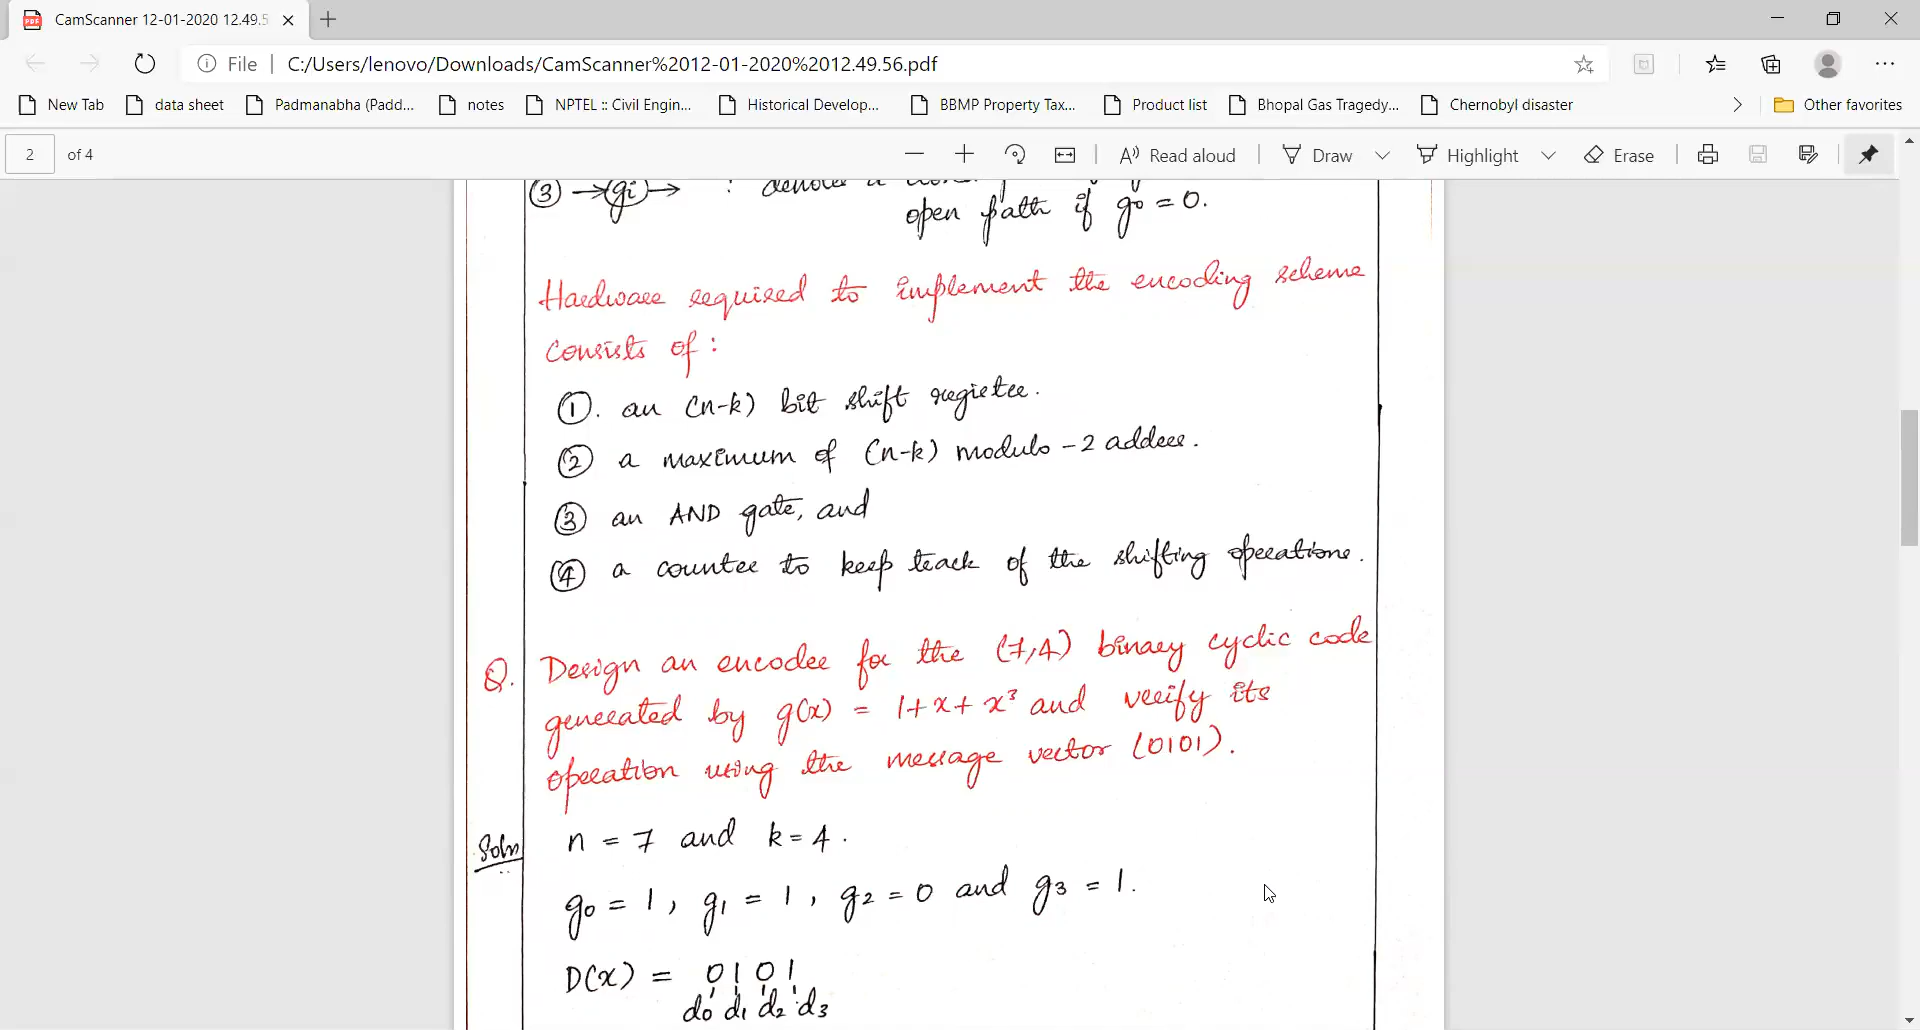 CamScanner 12-01-2020 12.49.5
File
C:/Users/lenovo/Downloads/CamScanner%2012-01-2020%2012.49.56.pdf
New Tab data sheet Padmanabha (Padd... notes NPTEL :: Civil Engin... Historical Develop... BBMP Property Tax... Product list Bhopal Gas Tragedy... Chernobyl disaster Other favorites
2 of 4 Read aloud Draw Highlight Erase
③ →(gi)→ : denotes a
open path if g0 = 0.
Hardware required to implement the encoding scheme
consists of :
①. an (n-k) bit shift register.
② a maximum of (n-k) modulo-2 adder.
③ an AND gate, and
④ a counter to keep track of the shifting operations.
Q. Design an encoder for the (7,4) binary cyclic code
generated by g(x) = 1+x+x³ and verify its
operation using the message vector (0101).
Soln n = 7 and k = 4.
g0 = 1, g1 = 1, g2 = 0 and g3 = 1.
D(x) = 0101
d0 d1 d2 d3